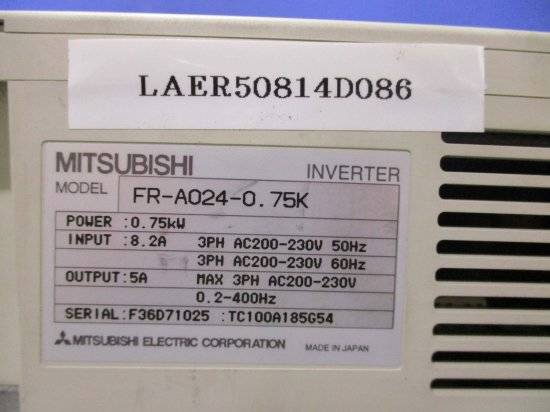 LAER50814D086
MITSUBISHI INVERTER
MODEL FR-A024-0.75K
POWER :0.75kW
INPUT :8.2A 3PH AC200-230V 50Hz
3PH AC200-230V 60Hz
OUTPUT:5A MAX 3PH AC200-230V
0.2-400Hz
SERIAL:F36D71025 :TC100A185G54
MITSUBISHI ELECTRIC CORPORATION MADE IN JAPAN